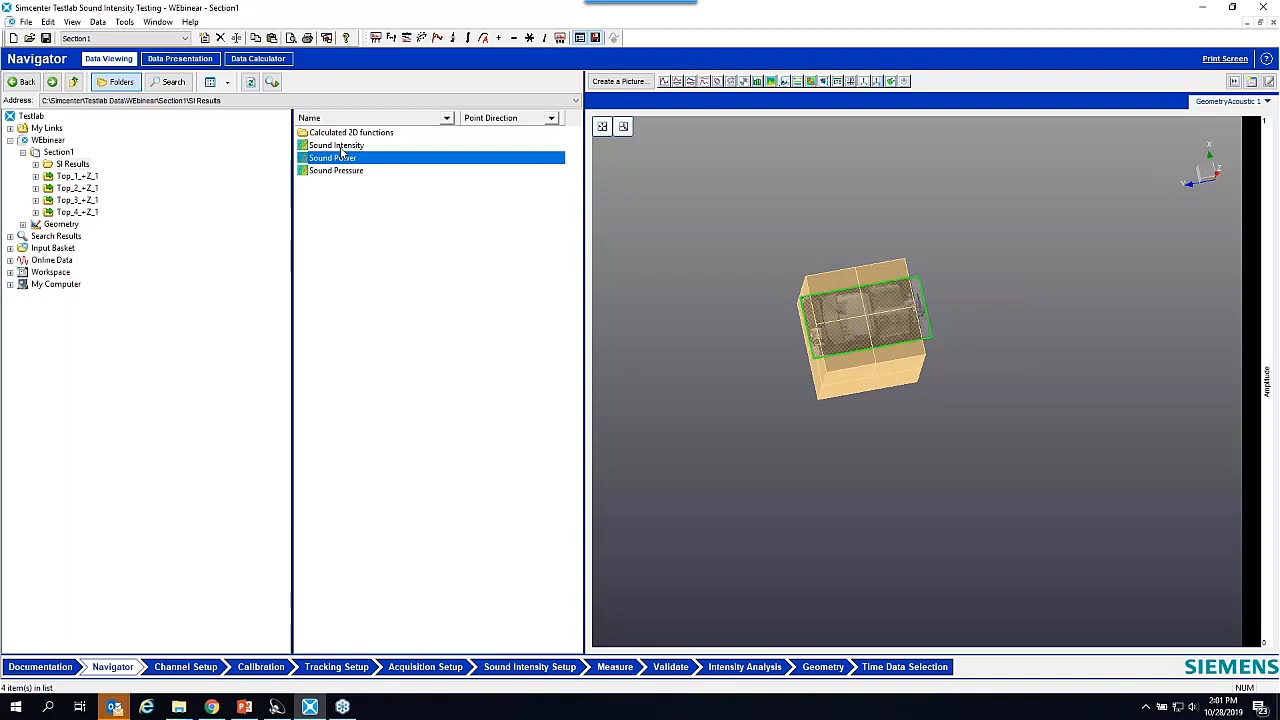 Simcenter Testlab Sound Intensity Testing - WEbinear - Section1
File Edit View Data Tools Window Help
Section1
Navigator Data Viewing Data Presentation Data Calculator Print Screen
Back Folders Search Create a Picture...
Address: C:\Simcenter\Testlab Data\WEbinear\Section1\SI Results GeometryAcoustic 1
Testlab
My Links
WEbinear
Section1
SI Results
Top_1_+Z_1
Top_2_+Z_1
Top_3_+Z_1
Top_4_+Z_1
Geometry
Search Results
Input Basket
Online Data
Workspace
My Computer
Name Point Direction
Calculated 2D functions
Sound Intensity
Sound Power
Sound Pressure
X
Y
Z
1
Amplitude
0
Documentation Navigator Channel Setup Calibration Tracking Setup Acquisition Setup Sound Intensity Setup Measure Validate Intensity Analysis Geometry Time Data Selection
SIEMENS
4 item(s) in list NUM
2:01 PM
10/28/2019
23